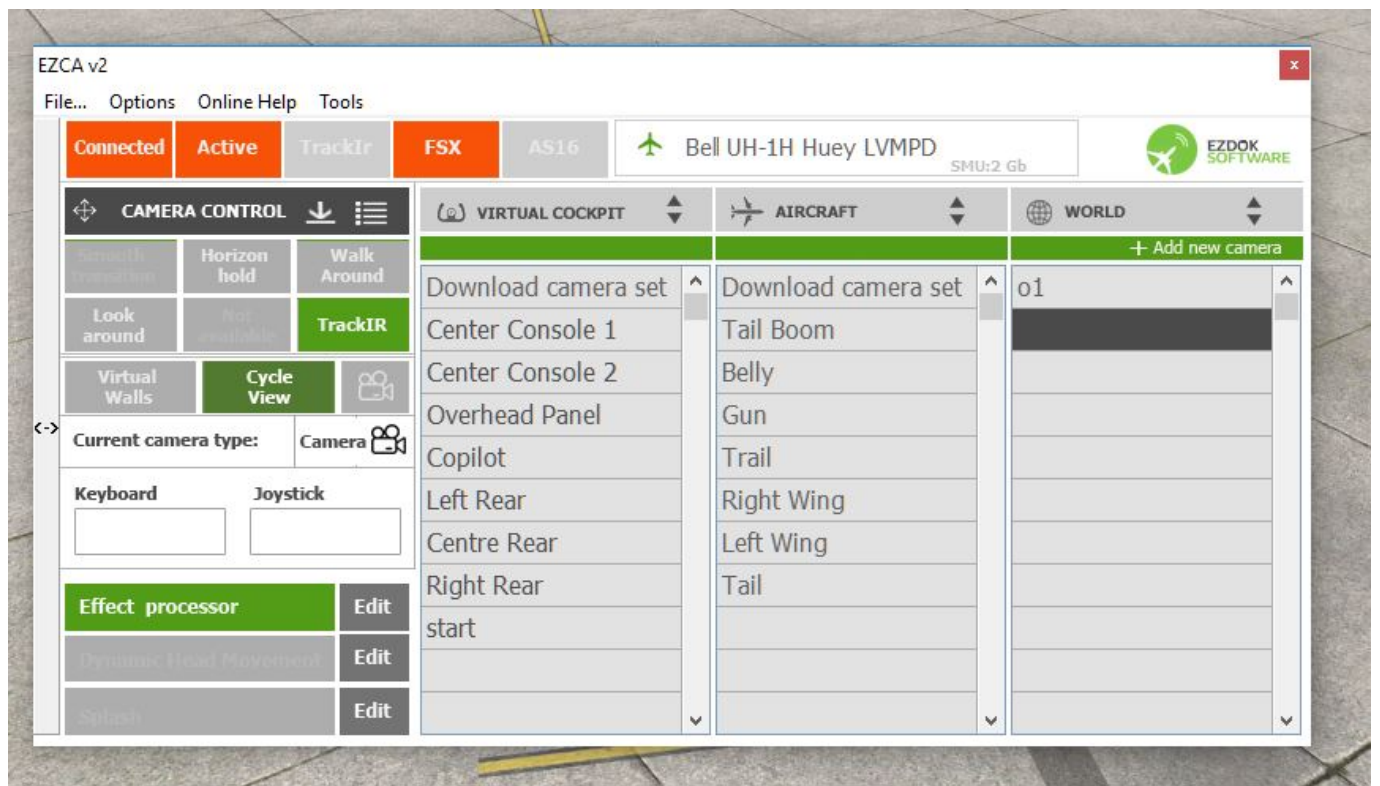 EZCA v2
x
File... Options Online Help Tools
Connected Active TrackIr FSX AS16 Bell UH-1H Huey LVMPD SMU:2 Gb EZDOK SOFTWARE
CAMERA CONTROL VIRTUAL COCKPIT AIRCRAFT WORLD
+ Add new camera
Smooth transition Horizon hold Walk Around
Look around Not available TrackIR
Virtual Walls Cycle View
<->
Current camera type: Camera
Keyboard Joystick
Effect processor Edit
Dynamic Head Movement Edit
Splash Edit
Download camera set
Center Console 1
Center Console 2
Overhead Panel
Copilot
Left Rear
Centre Rear
Right Rear
start
Download camera set
Tail Boom
Belly
Gun
Trail
Right Wing
Left Wing
Tail
o1